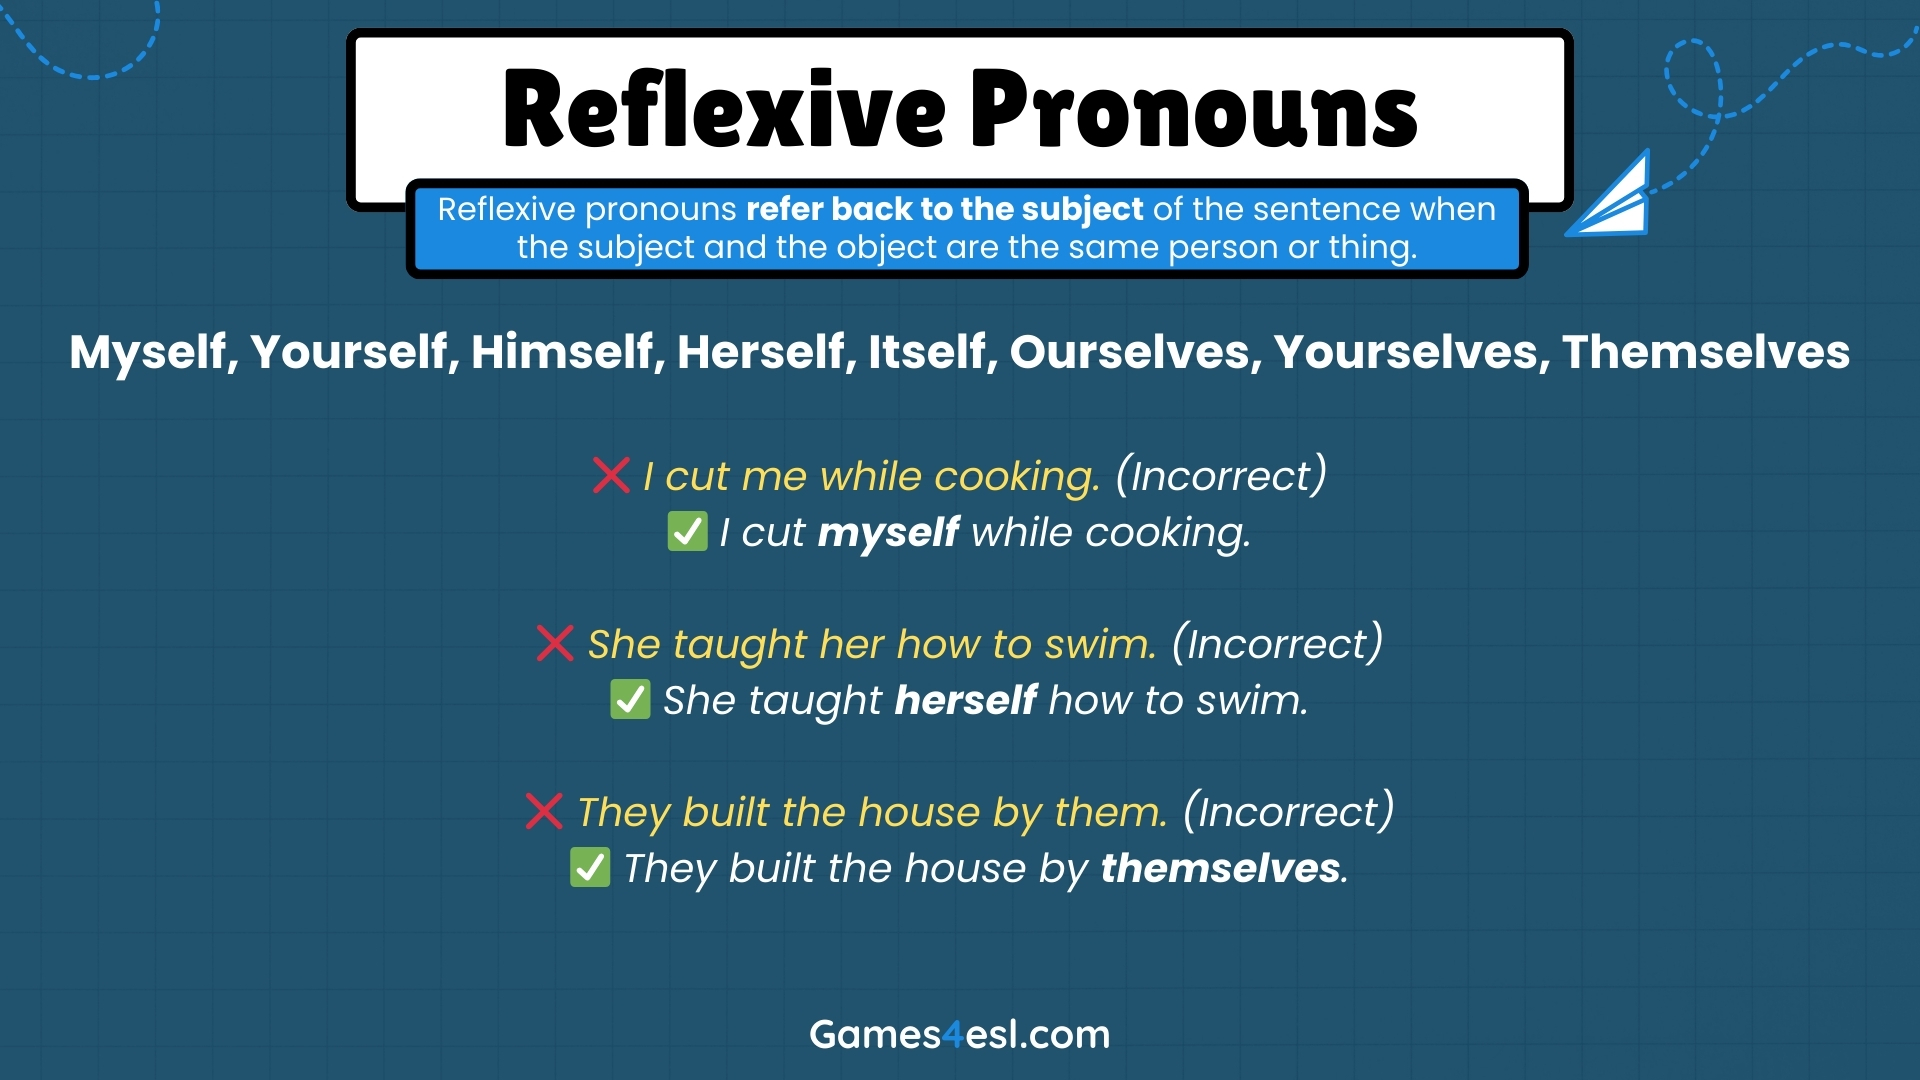 Reflexive Pronouns
Reflexive pronouns refer back to the subject of the sentence when
the subject and the object are the same person or thing.
Myself, Yourself, Himself, Herself, Itself, Ourselves, Yourselves, Themselves
❌ I cut me while cooking. (Incorrect)
✅ I cut myself while cooking.
❌ She taught her how to swim. (Incorrect)
✅ She taught herself how to swim.
❌ They built the house by them. (Incorrect)
✅ They built the house by themselves.
Games4esl.com